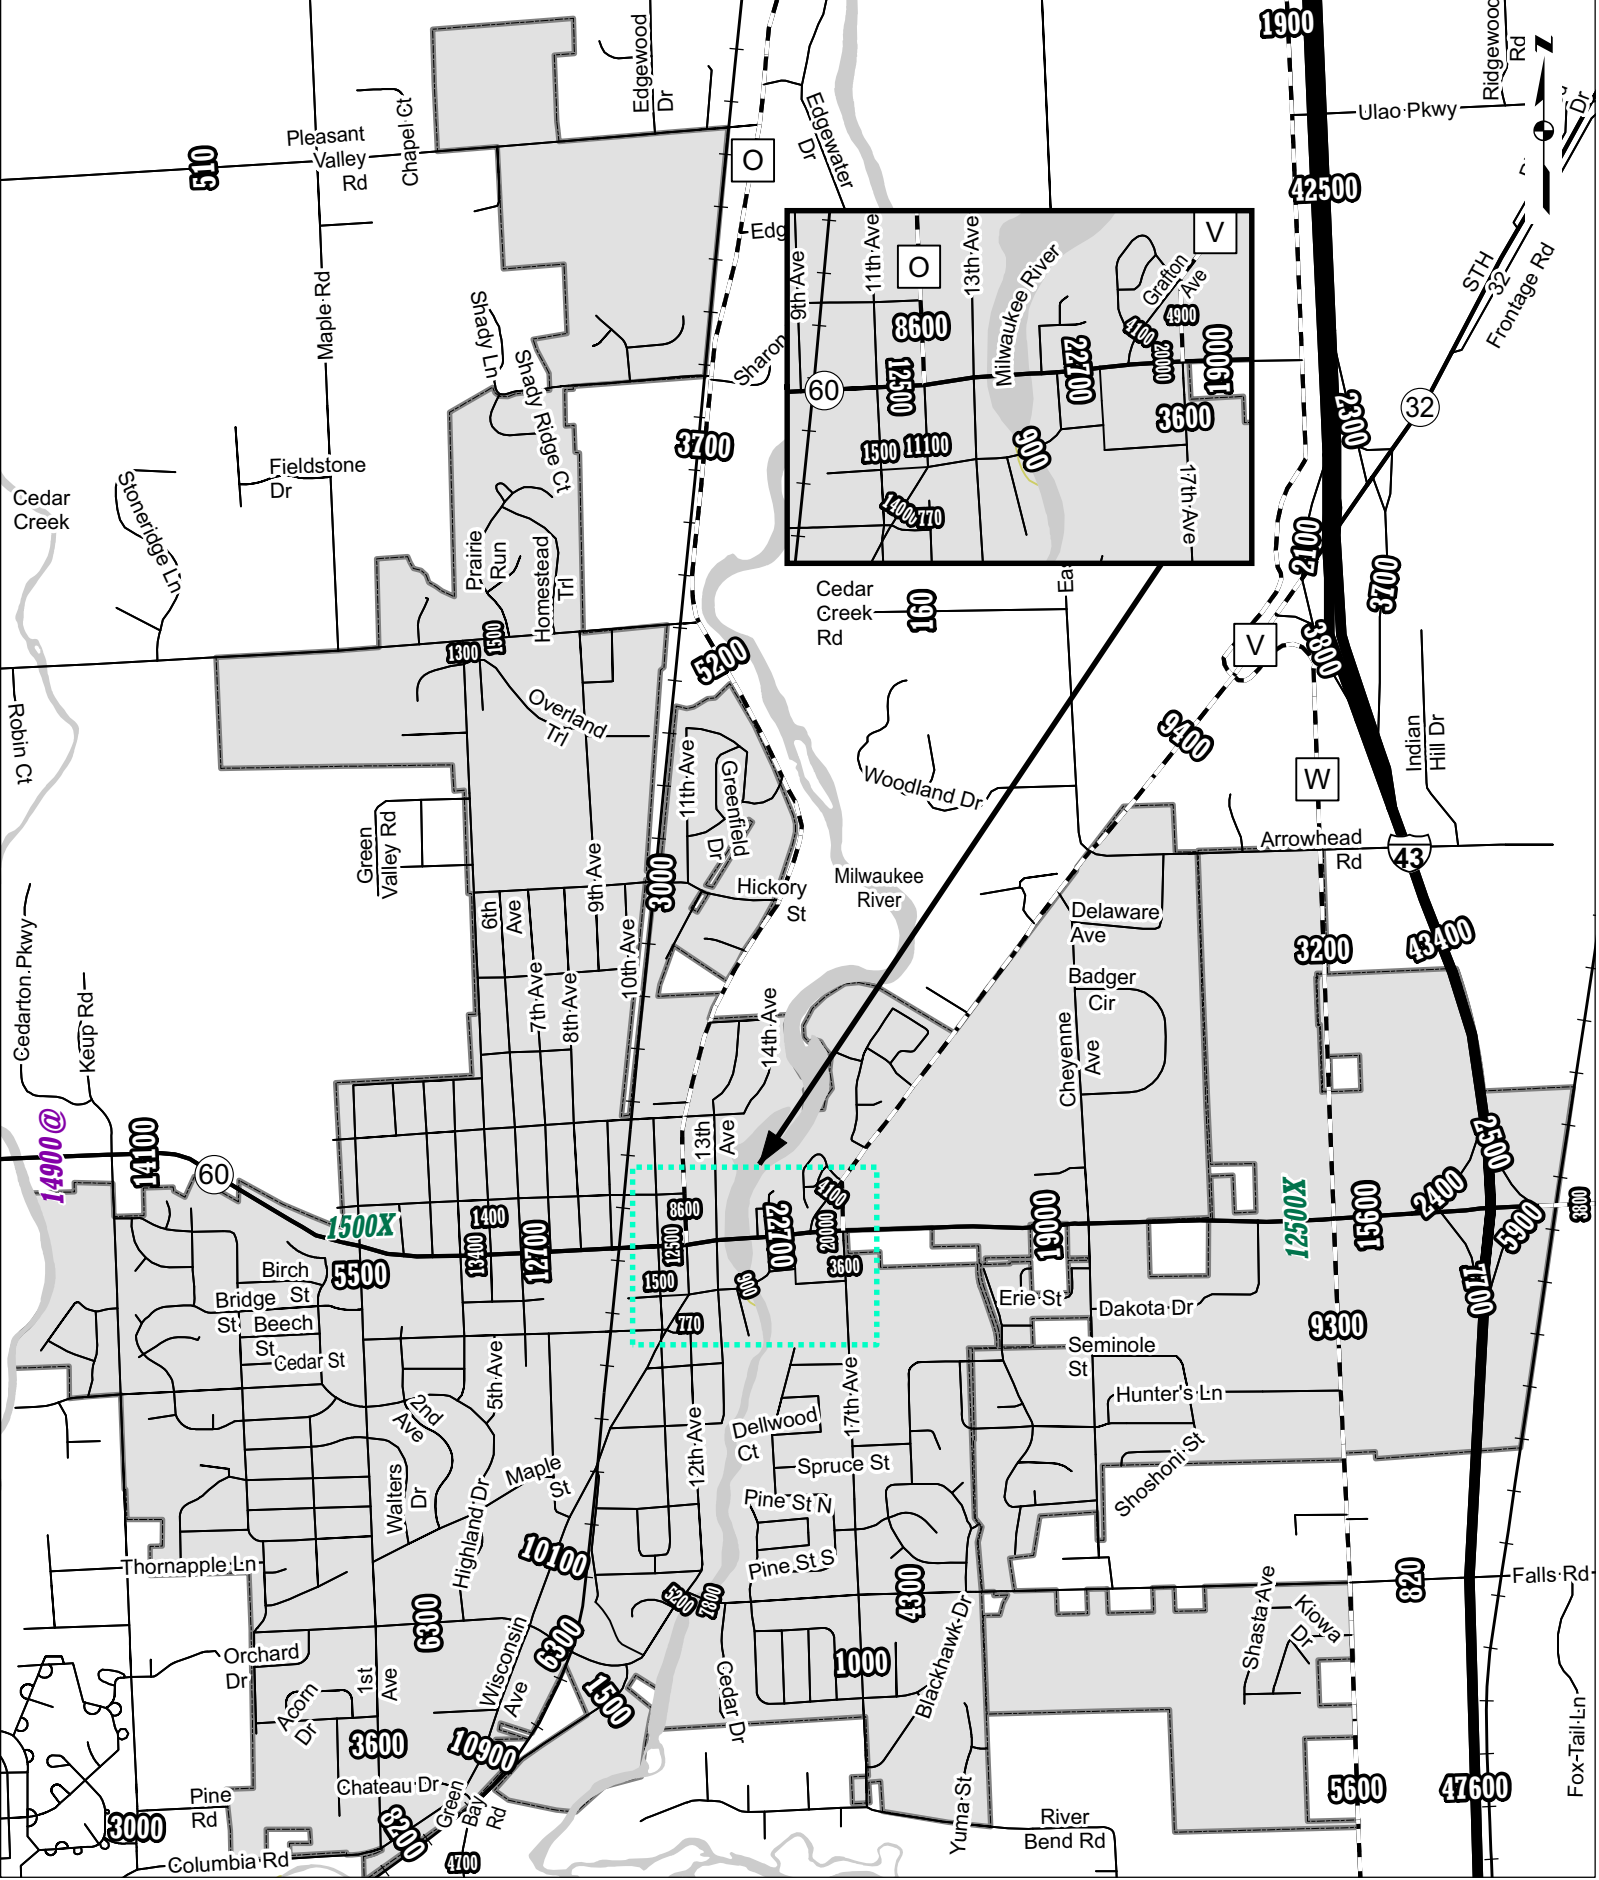 1900
Ridgewood
Rd
Edgewood
Dr
Edgewater
Dr
Ulao Pkwy
Dr
Chapel Ct
Pleasant
Valley
Rd
510
O
42500
N
Edg
STH
32
Frontage Rd
Maple Rd
Shady Ln
Shady Ridge Ct
Sharon
9th Ave
11th Ave
O
13th Ave
Milwaukee River
V
Grafton
Ave
8600
4900
4100
20000
19000
12500
22700
60
3600
1500
11100
900
1400
770
17th Ave
3700
2300
32
Fieldstone
Dr
Cedar
Creek
Stoneridge Ln
Prairie
Run
Homestead
Trl
2100
3700
Cedar
Creek
Rd
160
Eas
1300
1500
5200
V
3800
Robin Ct
Overland
Trl
9400
Indian
Hill Dr
11th Ave
Greenfield
Dr
Woodland Dr
W
Green
Valley Rd
Arrowhead
Rd
43
3000
9th Ave
Hickory
St
Milwaukee
River
6th
Ave
10th Ave
Delaware
Ave
3200
43400
Cedarton Pkwy
Keup Rd
7th Ave
8th Ave
14th Ave
Badger
Cir
Cheyenne
Ave
14900 @
14100
60
13th
Ave
2500
1500X
1400
13400
12700
8600
12500
22700
4100
20000
19000
12500X
15600
2400
5900
3800
5500
1500
900
3600
7700
Birch
St
Bridge
St
Beech
St
Cedar St
770
Erie St
Dakota Dr
9300
Seminole
St
5th Ave
17th Ave
Hunter's Ln
2nd
Ave
Dellwood
Ct
12th Ave
Walters
Dr
Highland Dr
Maple
St
Spruce St
Shoshoni St
Pine St N
Thornapple Ln
10100
Pine St S
5200
1800
4300
820
Falls Rd
6300
6300
Shasta Ave
Kiowa
Dr
Orchard
Dr
1st
Ave
Wisconsin
Ave
1500
1000
Blackhawk Dr
Acorn
Dr
Cedar Dr
3600
10900
Fox-Tail Ln
Pine
Rd
Chateau Dr
Green
Bay
Rd
5600
47600
3000
8200
Yuma St
River
Bend Rd
Columbia Rd
4700